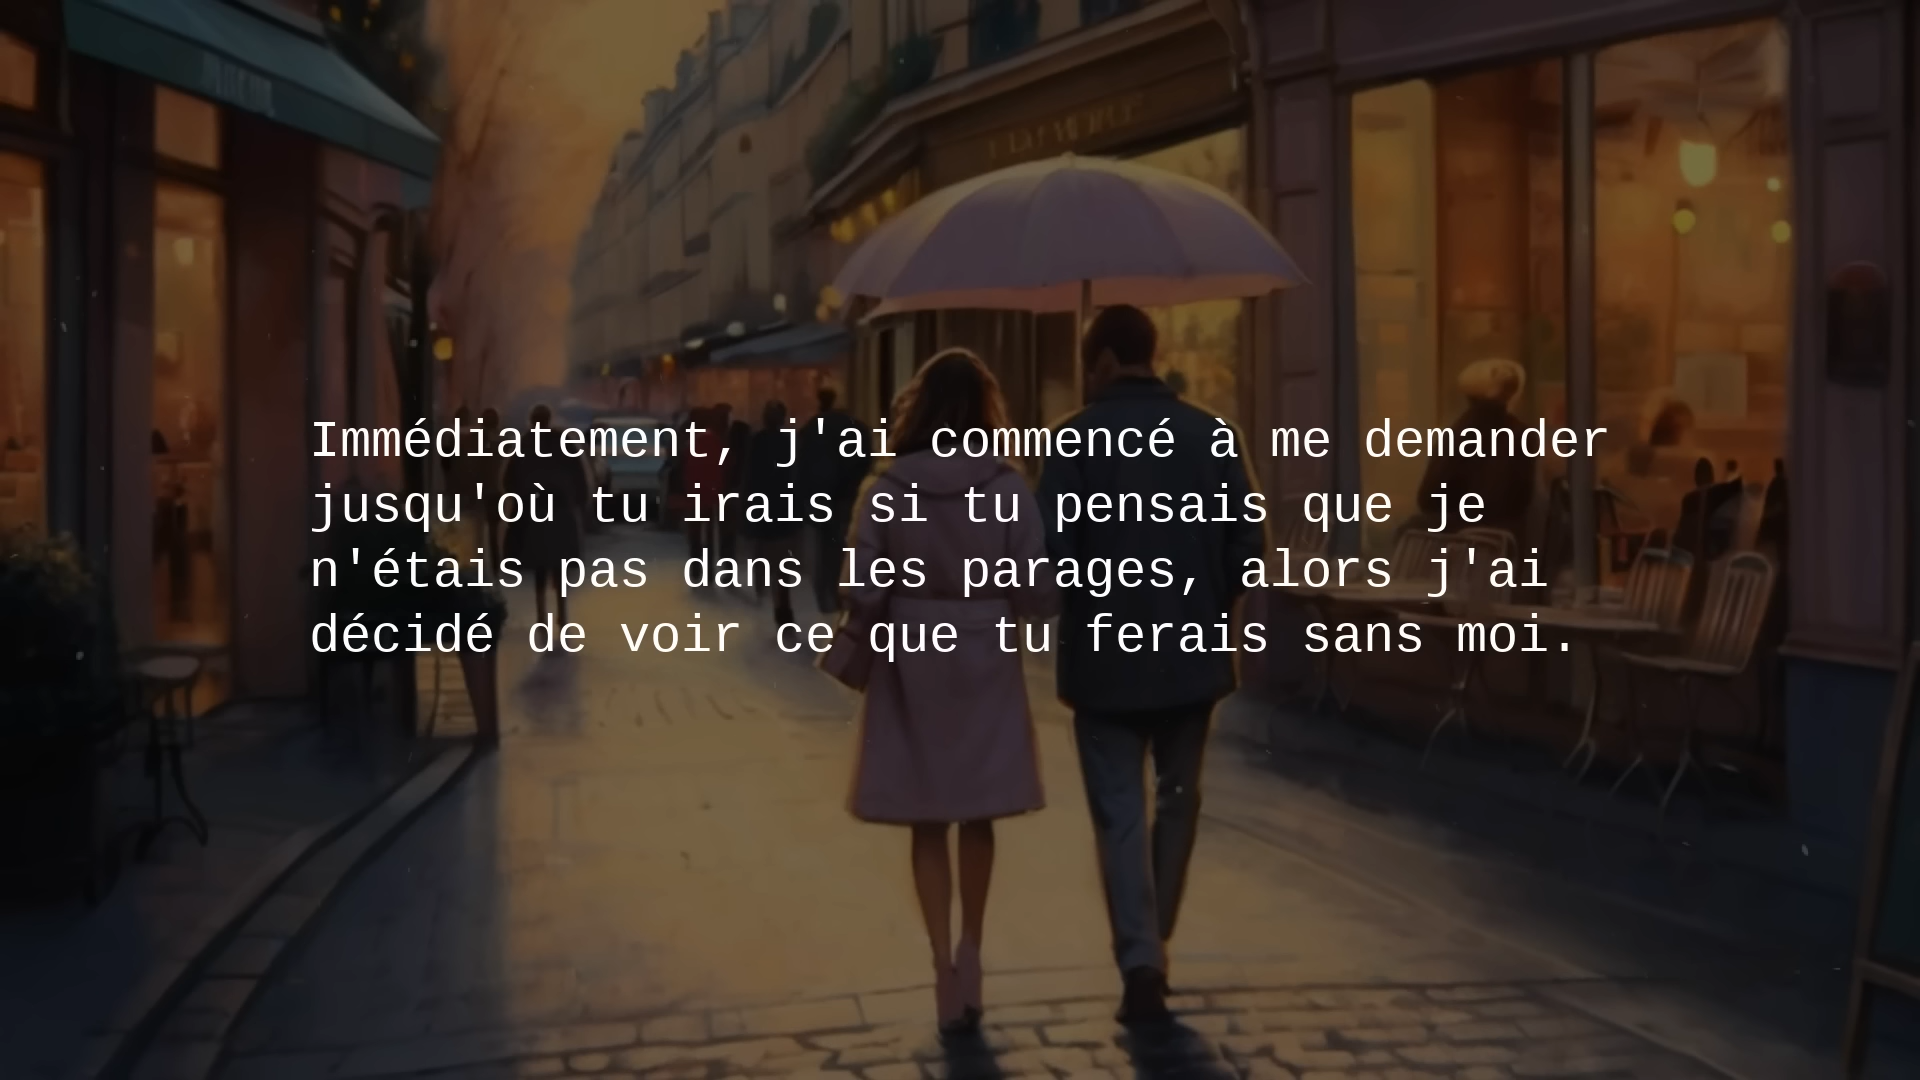 Immédiatement, j'ai commencé à me demander
jusqu'où tu irais si tu pensais que je
n'étais pas dans les parages, alors j'ai
décidé de voir ce que tu ferais sans moi.